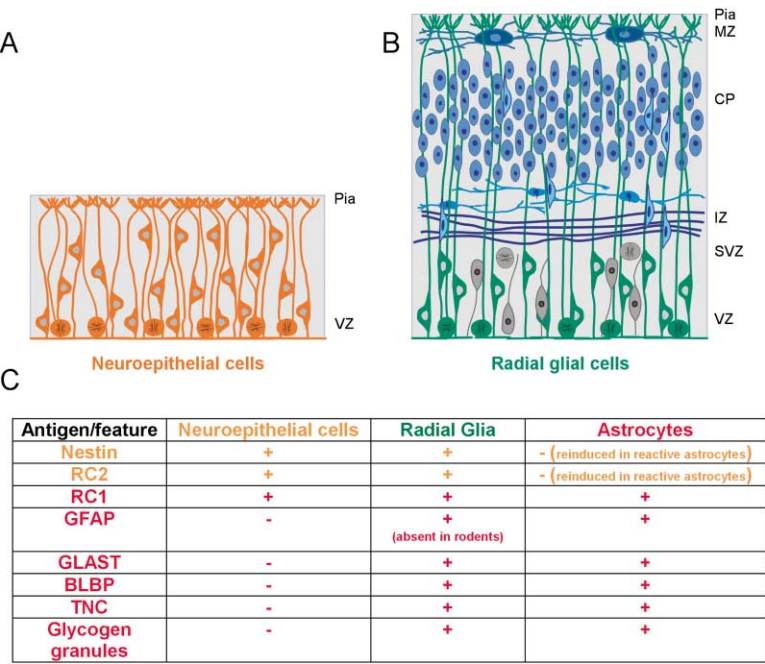 A
B
Pia
MZ
CP
Pia
IZ
SVZ
VZ
VZ
Neuroepithelial cells
Radial glial cells
C
Antigen/feature Neuroepithelial cells Radial Glia Astrocytes
Nestin + + - (reinduced in reactive astrocytes)
RC2 + + - (reinduced in reactive astrocytes)
RC1 + + +
GFAP - + +
(absent in rodents)
GLAST - + +
BLBP - + +
TNC - + +
Glycogen - + +
granules